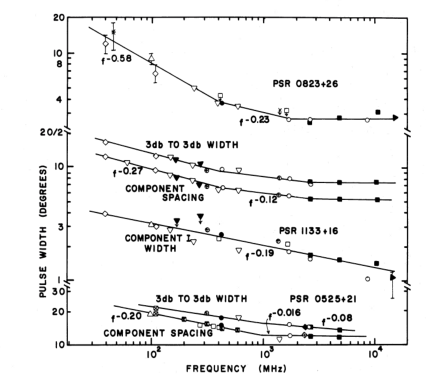 20
10
8
6
4
f-0.58
PSR 0823+26
f-0.23
20/2
3db TO 3db WIDTH
10
f-0.27
COMPONENT
SPACING
f-0.12
PULSE WIDTH (DEGREES)
3
PSR 1133+16
COMPONENT I
WIDTH
f-0.19
1
30
3db TO 3db WIDTH
PSR 0525+21
20
f-0.20
f-0.016
f-0.08
COMPONENT SPACING
10
10² 10³ 10⁴
FREQUENCY (MHz)